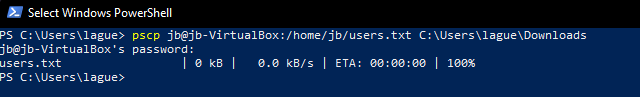 Select Windows PowerShell
PS C:\Users\lague> pscp jb@jb-VirtualBox:/home/jb/users.txt C:\Users\lague\Downloads
jb@jb-VirtualBox's password:
users.txt                 | 0 kB |   0.0 kB/s | ETA: 00:00:00 | 100%
PS C:\Users\lague>